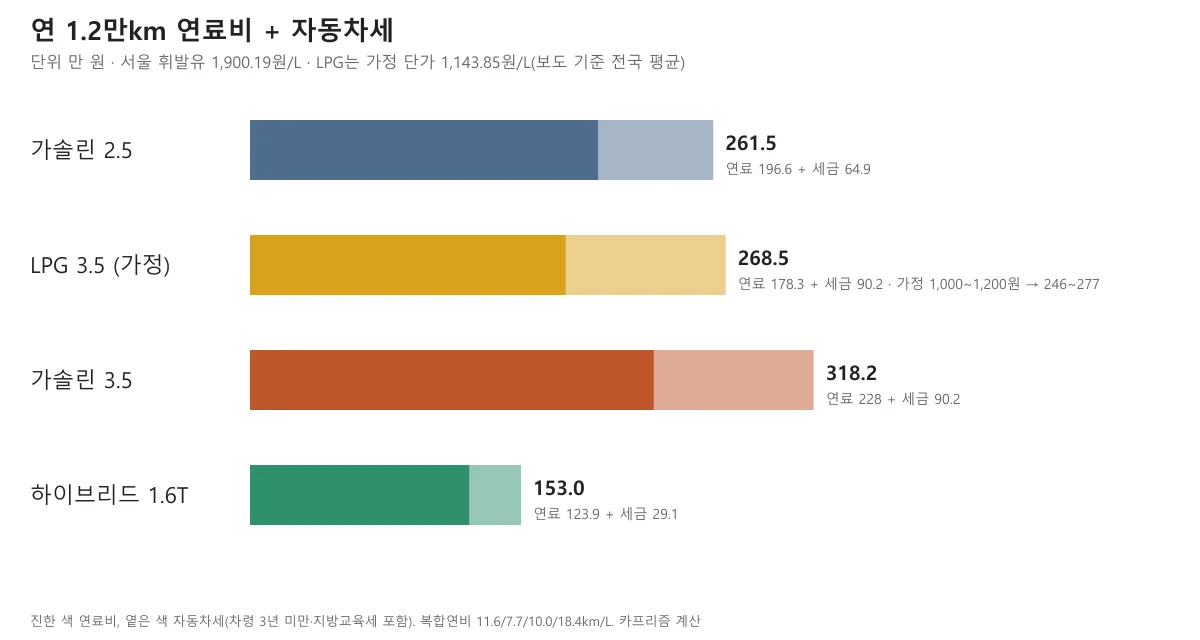 연 1.2만km 연료비 + 자동차세
단위 만 원 · 서울 휘발유 1,900.19원/L · LPG는 가정 단가 1,143.85원/L(보도 기준 전국 평균)
가솔린 2.5
261.5
연료 196.6 + 세금 64.9
LPG 3.5 (가정)
268.5
연료 178.3 + 세금 90.2 · 가정 1,000~1,200원 → 246~277
가솔린 3.5
318.2
연료 228 + 세금 90.2
하이브리드 1.6T
153.0
연료 123.9 + 세금 29.1
진한 색 연료비, 옅은 색 자동차세(차령 3년 미만·지방교육세 포함). 복합연비 11.6/7.7/10.0/18.4km/L. 카프리즘 계산